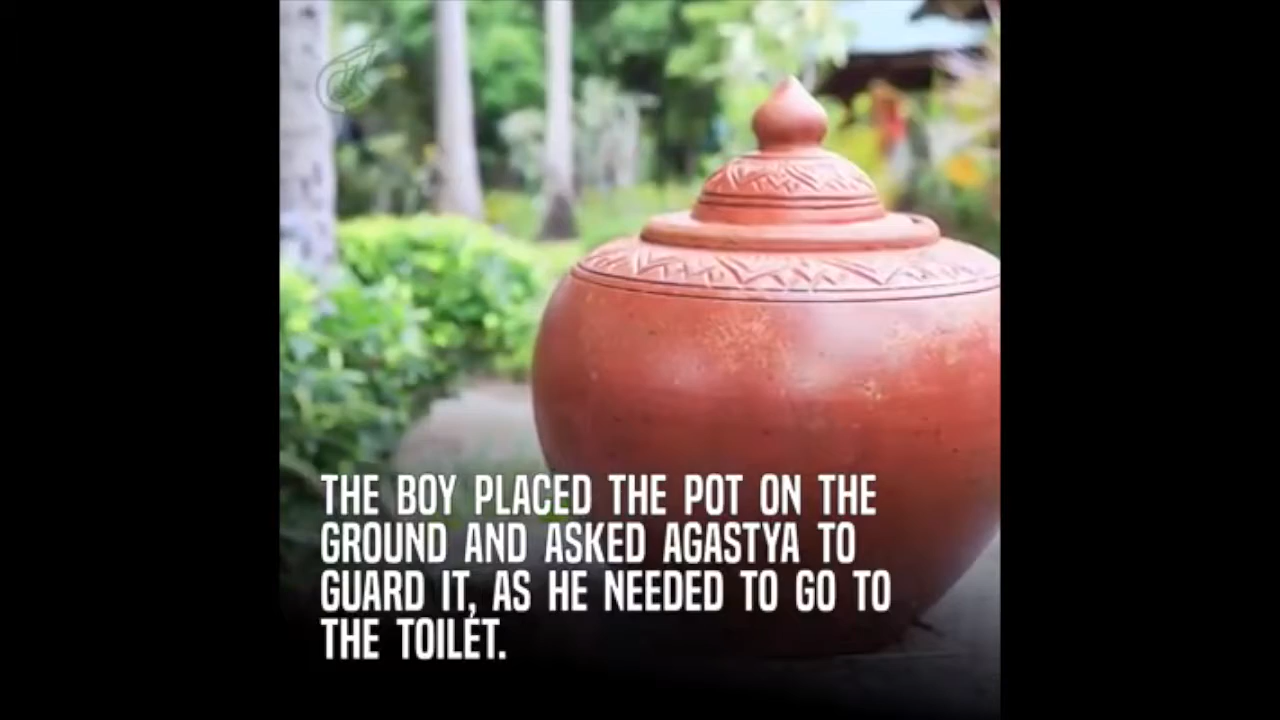 THE BOY PLACED THE POT ON THE
GROUND AND ASKED AGASTYA TO
GUARD IT, AS HE NEEDED TO GO TO
THE TOILET.